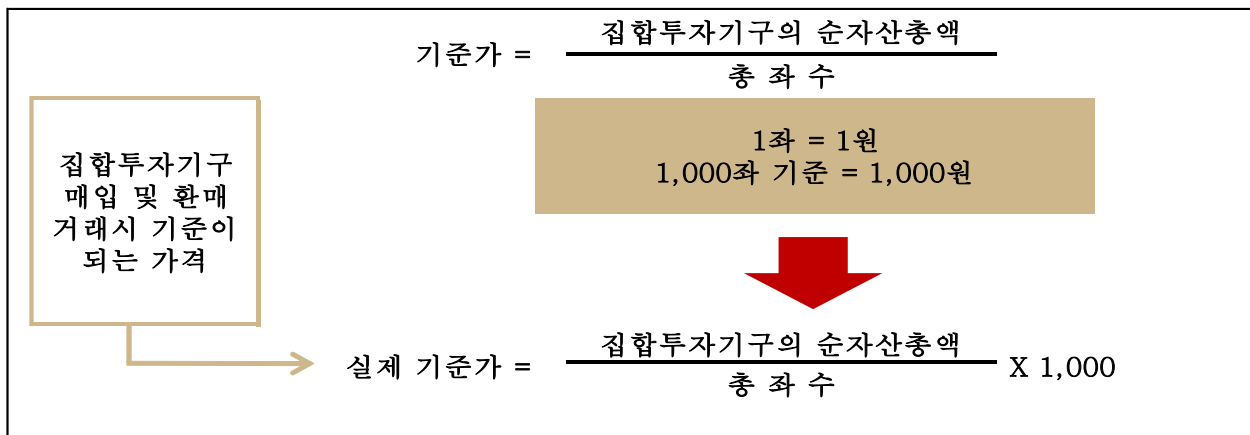 기준가 =
집합투자기구의 순자산총액
총 좌 수
1좌 = 1원
1,000좌 기준 = 1,000원
집합투자기구
매입 및 환매
거래시 기준이
되는 가격
실제 기준가 =
집합투자기구의 순자산총액
총 좌 수
X 1,000